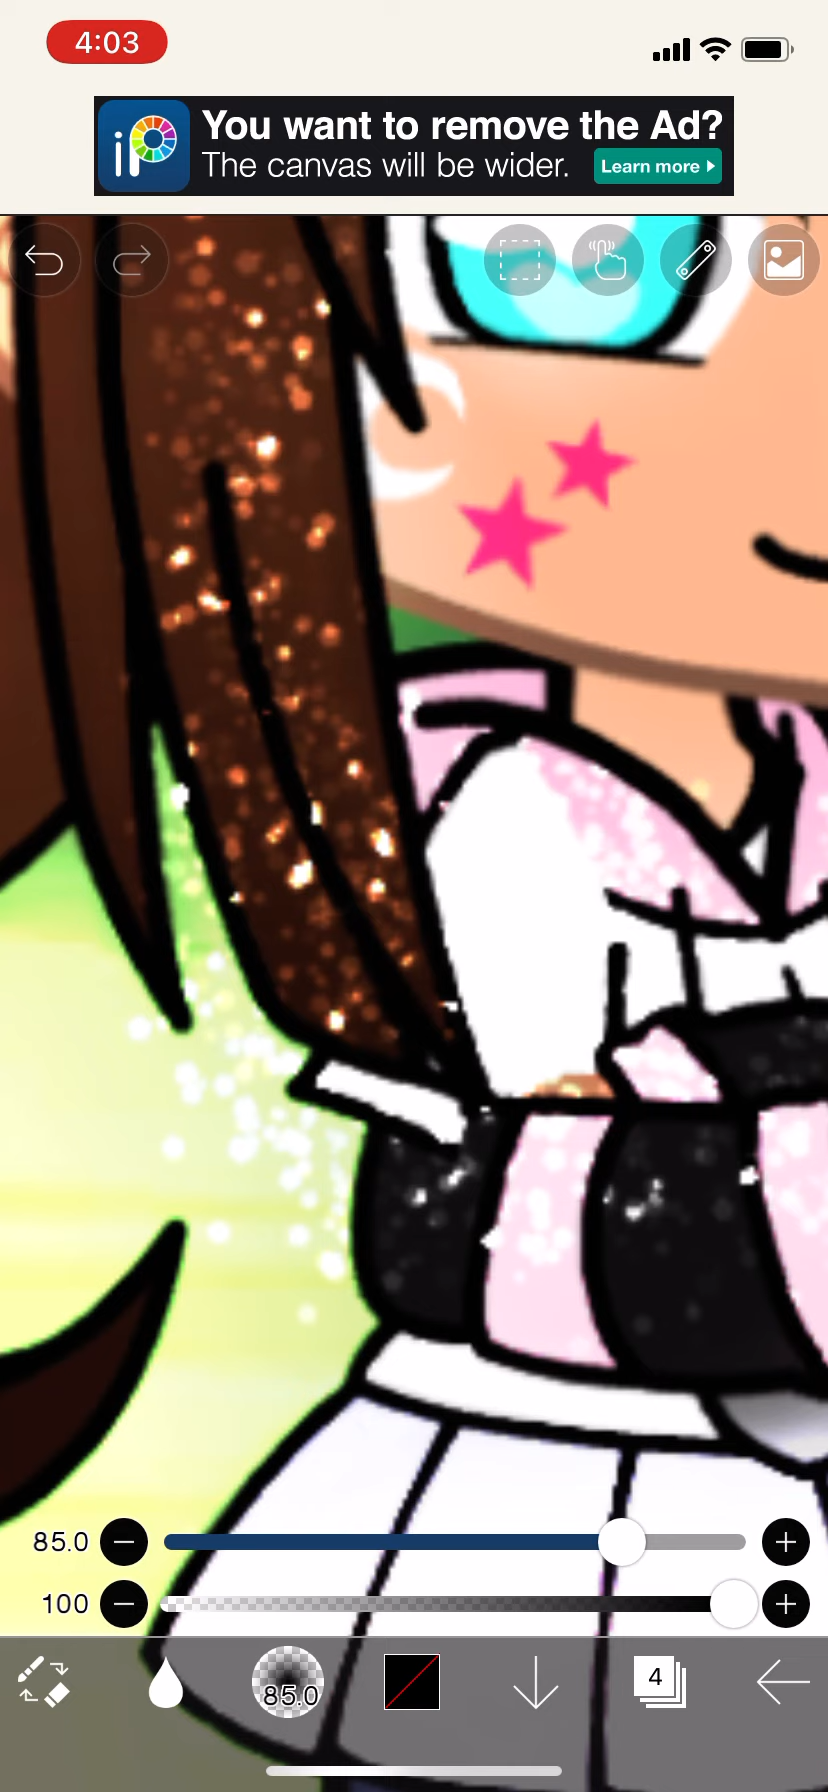 4:03
iP
You want to remove the Ad?
The canvas will be wider.
Learn more
85.0
100
85.0
4